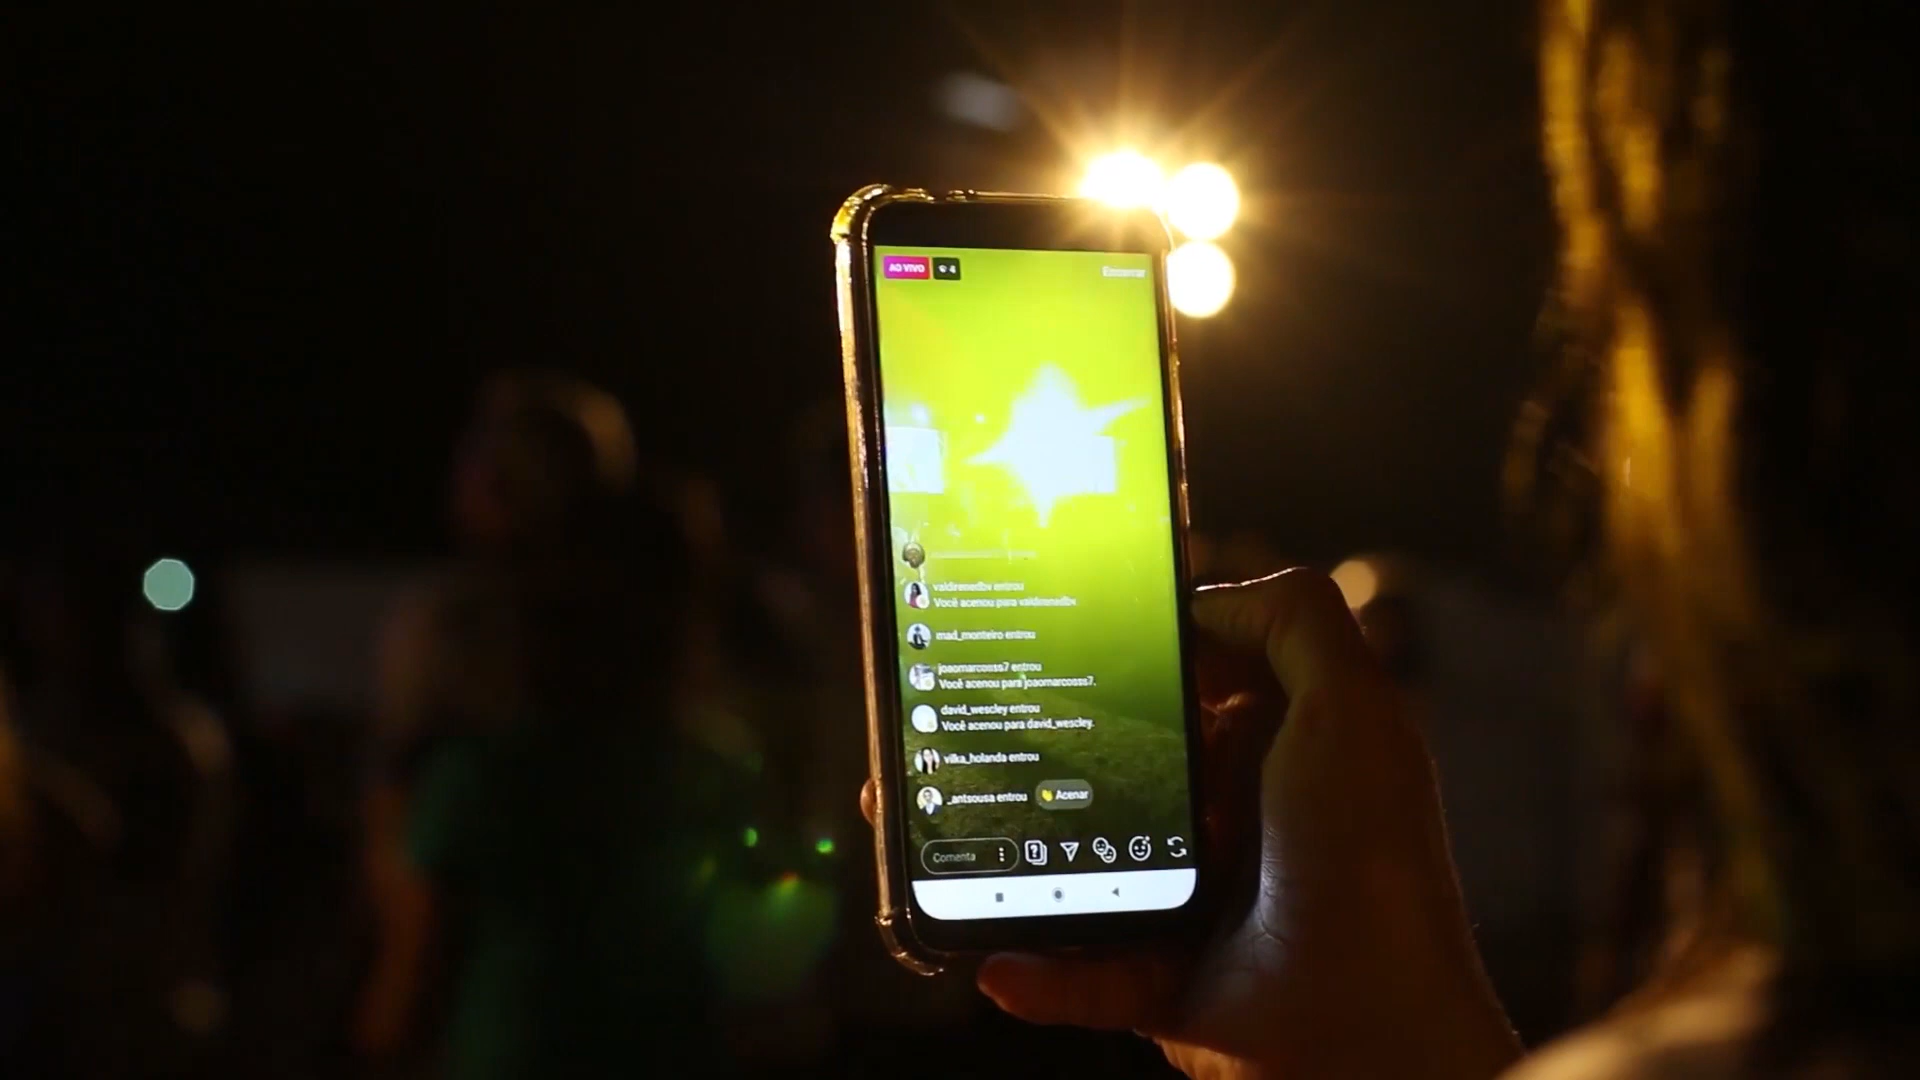 AO VIVO 4
Encerrar
valdirenedbv entrou
Você acenou para valdirenedbv
mad_monteiro entrou
joaomarcosss7 entrou
Você acenou para joaomarcosss7.
david_wescley entrou
Você acenou para david_wescley.
vilka_holanda entrou
_antsousa entrou 👋 Acenar
Comenta